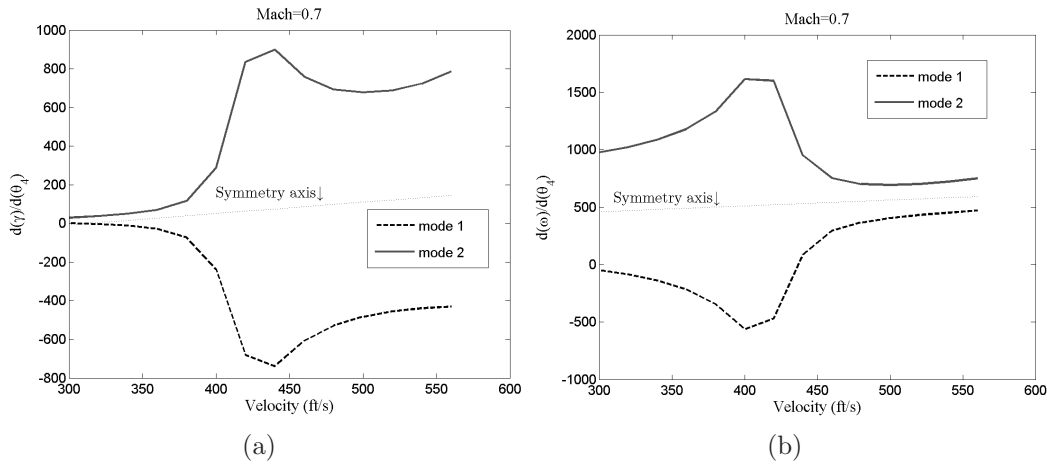 Mach=0.7
d(γ)/d(θ₄)
1000
800
600
400
200
0
-200
-400
-600
-800
Symmetry axis↓
mode 1
mode 2
300 350 400 450 500 550 600
Velocity (ft/s)
(a)
Mach=0.7
d(ω)/d(θ₄)
2000
1500
1000
500
0
-500
-1000
mode 1
mode 2
Symmetry axis↓
300 350 400 450 500 550 600
Velocity (ft/s)
(b)